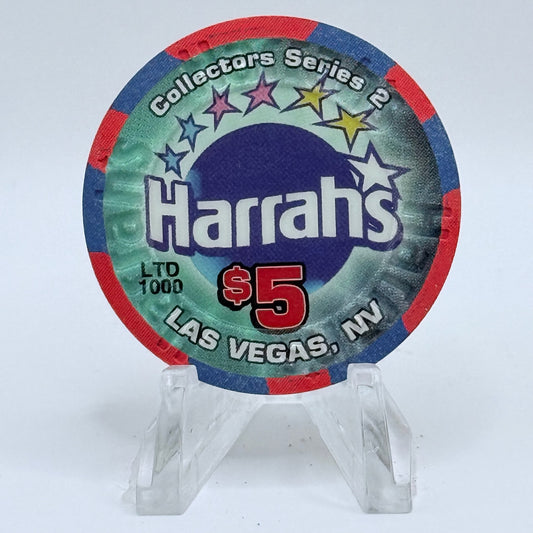 Collectors Series 2
Harrah's
LTD
1000
$5
LAS VEGAS, NV